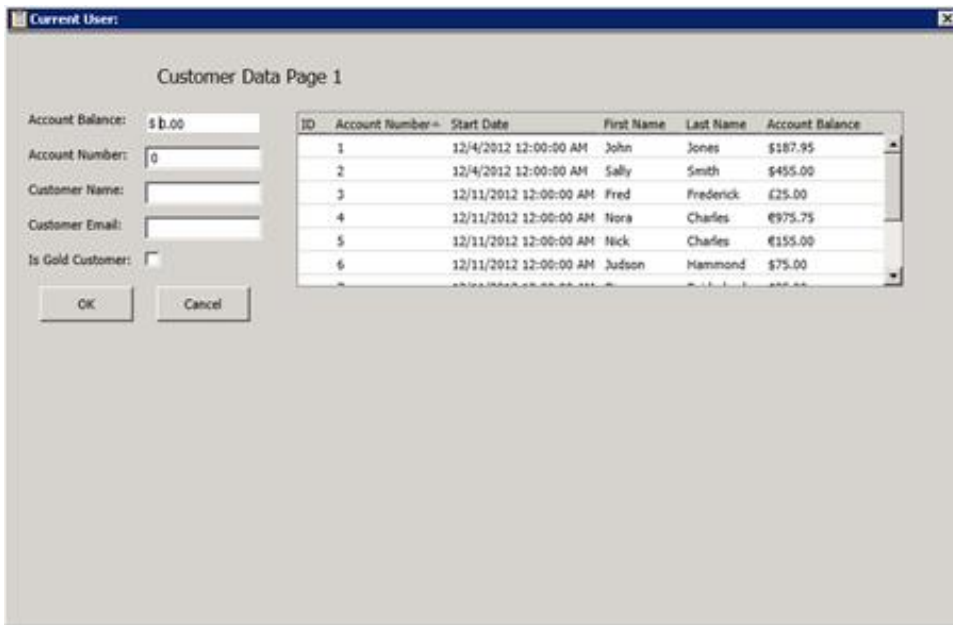 Current User:
Customer Data Page 1
Account Balance: $ 0.00
Account Number: 0
Customer Name:
Customer Email:
Is Gold Customer:
OK Cancel
ID Account Number Start Date First Name Last Name Account Balance
1 12/4/2012 12:00:00 AM John Jones $187.95
2 12/4/2012 12:00:00 AM Sally Smith $455.00
3 12/11/2012 12:00:00 AM Fred Frederick £25.00
4 12/11/2012 12:00:00 AM Nora Charles €975.75
5 12/11/2012 12:00:00 AM Nick Charles €155.00
6 12/11/2012 12:00:00 AM Judson Hammond $75.00